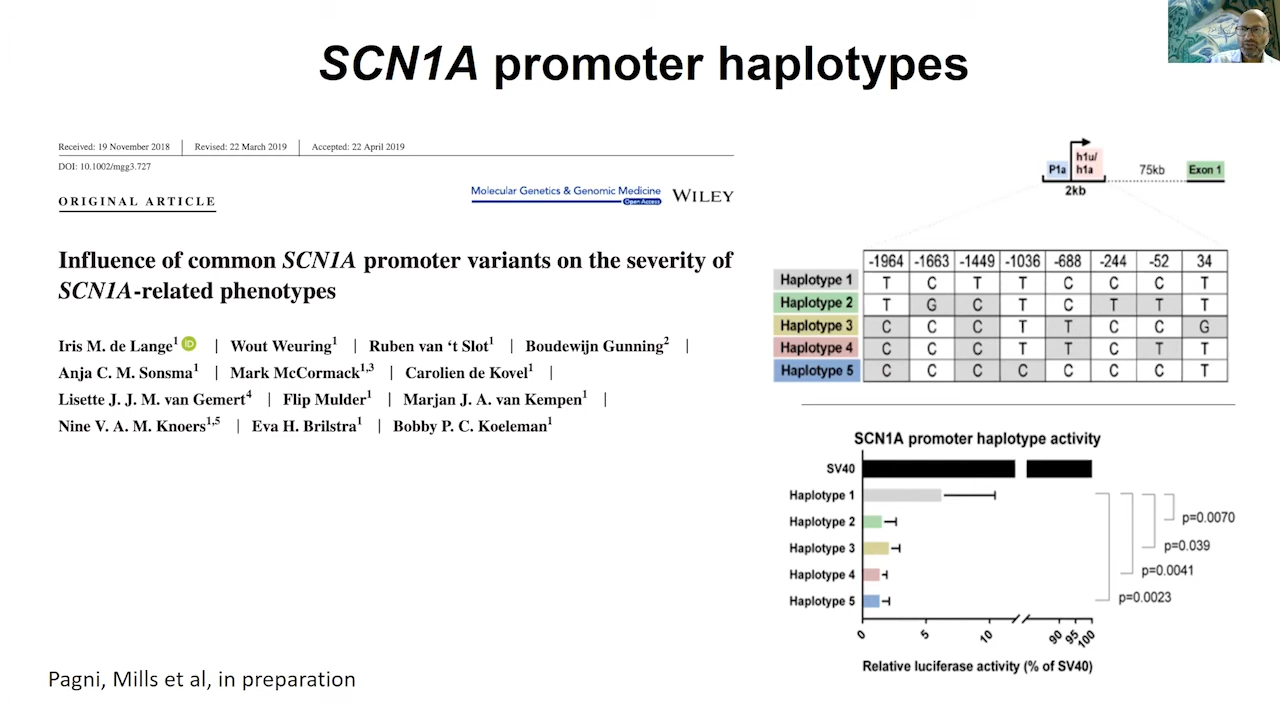 SCN1A promoter haplotypes
Received: 19 November 2018 | Revised: 22 March 2019 | Accepted: 22 April 2019
DOI: 10.1002/mgg3.727
ORIGINAL ARTICLE
Molecular Genetics & Genomic Medicine
Open Access
WILEY
Influence of common SCN1A promoter variants on the severity of
SCN1A-related phenotypes
Iris M. de Lange1 iD | Wout Weuring1 | Ruben van ‘t Slot1 | Boudewijn Gunning2 |
Anja C. M. Sonsma1 | Mark McCormack1,3 | Carolien de Kovel1 |
Lisette J. J. M. van Gemert4 | Flip Mulder1 | Marjan J. A. van Kempen1 |
Nine V. A. M. Knoers1,5 | Eva H. Brilstra1 | Bobby P. C. Koeleman1
P1a
h1u/
h1a
75kb
Exon 1
2kb
-1964 -1663 -1449 -1036 -688 -244 -52 34
Haplotype 1 T C T T C C C T
Haplotype 2 T G C T C T T T
Haplotype 3 C C C T T C C G
Haplotype 4 C C C T T C T T
Haplotype 5 C C C C C C C T
SCN1A promoter haplotype activity
SV40
Haplotype 1
Haplotype 2
Haplotype 3
Haplotype 4
Haplotype 5
p=0.0070
p=0.039
p=0.0041
p=0.0023
0 5 10 90 95 100
Relative luciferase activity (% of SV40)
Pagni, Mills et al, in preparation